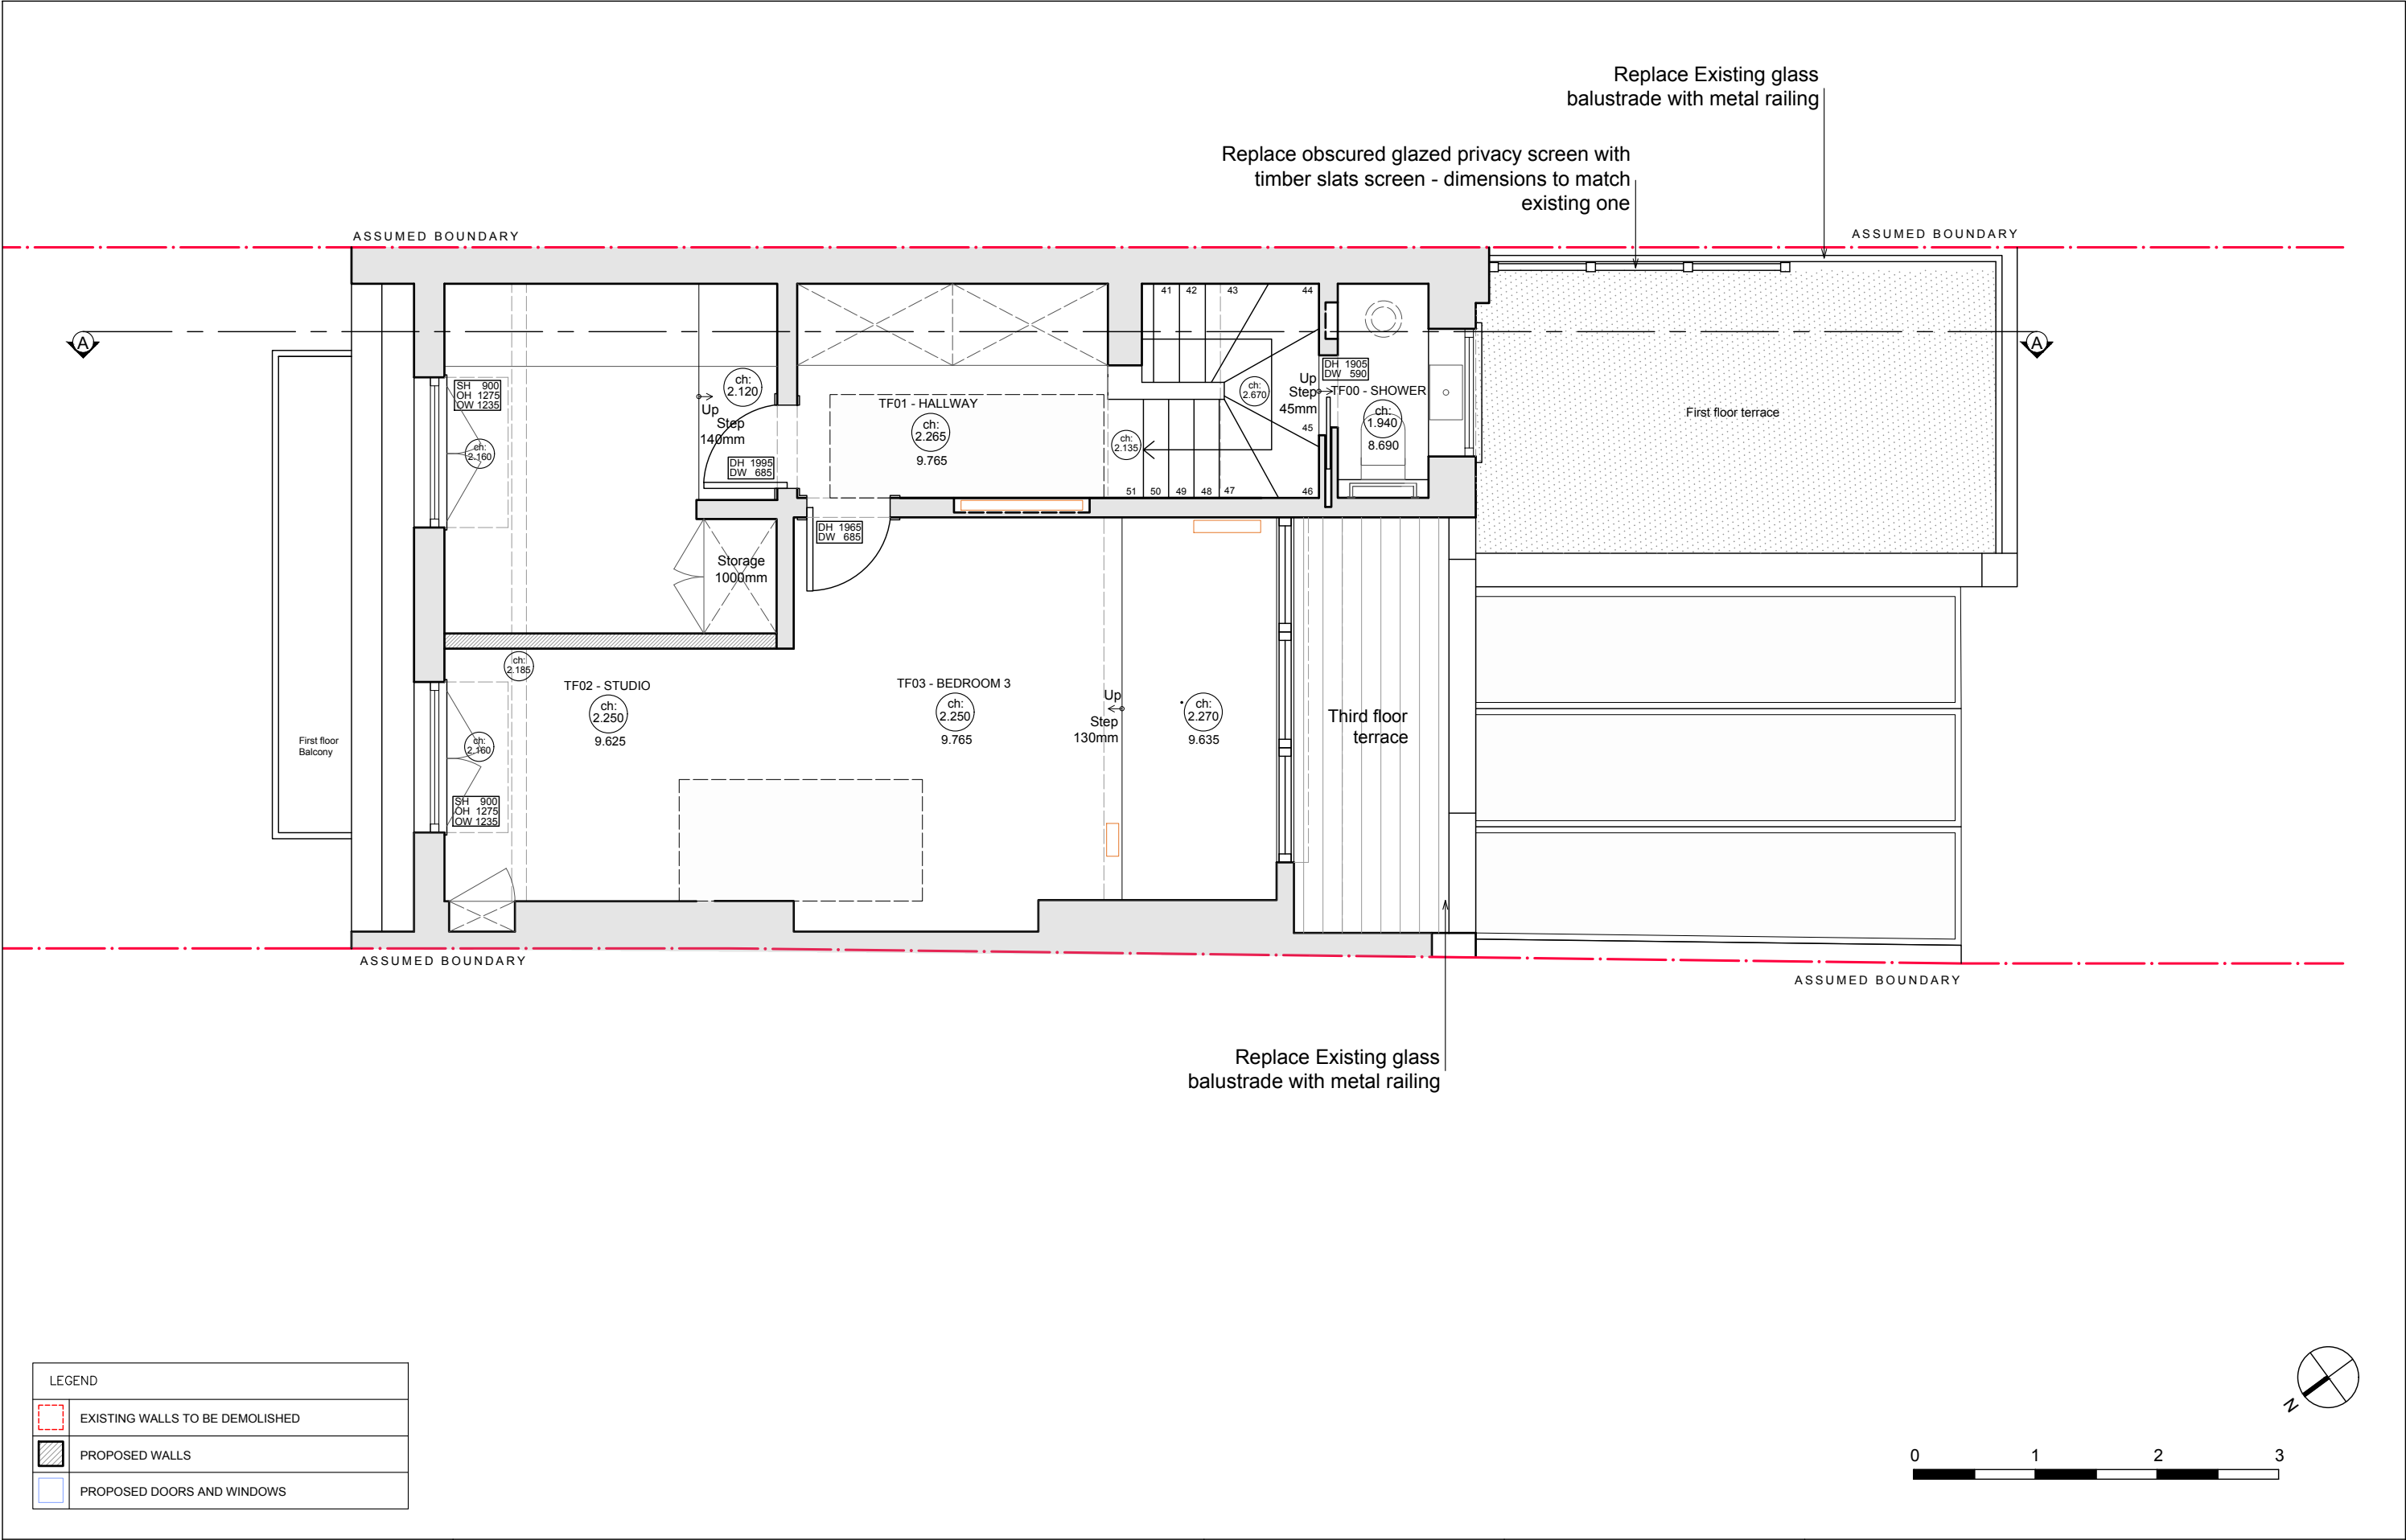 Replace Existing glass
balustrade with metal railing
Replace obscured glazed privacy screen with
timber slats screen - dimensions to match
existing one
ASSUMED BOUNDARY
ASSUMED BOUNDARY
A
A
SH 900
OH 1275
OW 1235
ch:
2.160
ch:
2.120
Up
Step
140mm
DH 1995
DW 685
TF01 - HALLWAY
ch:
2.265
9.765
41 42 43 44
45
51 50 49 48 47 46
ch:
2.135
ch:
2.670
Up
Step
45mm
DH 1905
DW 590
TF00 - SHOWER
ch:
1.940
8.690
First floor terrace
DH 1965
DW 685
Storage
1000mm
ch:
2.185
TF02 - STUDIO
ch:
2.250
9.625
TF03 - BEDROOM 3
ch:
2.250
9.765
Up
Step
130mm
ch:
2.270
9.635
Third floor
terrace
First floor
Balcony
ch:
2.160
SH 900
OH 1275
OW 1235
ASSUMED BOUNDARY
ASSUMED BOUNDARY
Replace Existing glass
balustrade with metal railing
LEGEND
EXISTING WALLS TO BE DEMOLISHED
PROPOSED WALLS
PROPOSED DOORS AND WINDOWS
N
0 1 2 3